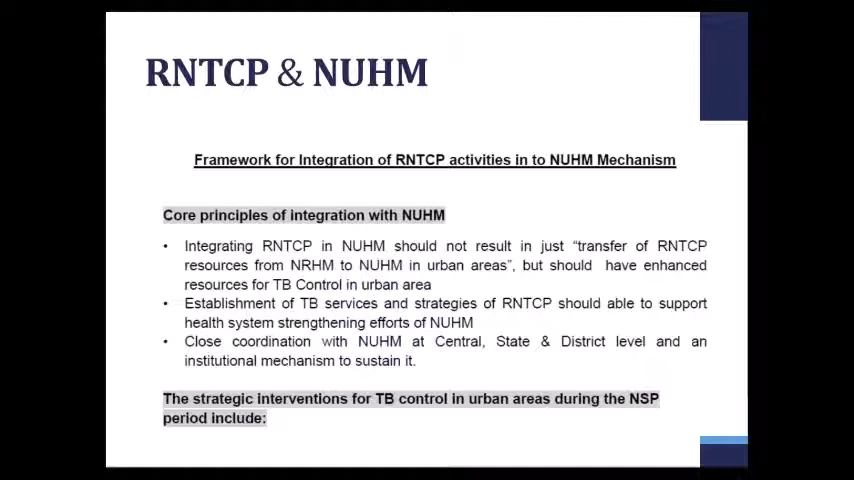 RNTCP & NUHM
Framework for Integration of RNTCP activities in to NUHM Mechanism
Core principles of integration with NUHM
• Integrating RNTCP in NUHM should not result in just “transfer of RNTCP
resources from NRHM to NUHM in urban areas”, but should have enhanced
resources for TB Control in urban area
• Establishment of TB services and strategies of RNTCP should able to support
health system strengthening efforts of NUHM
• Close coordination with NUHM at Central, State & District level and an
institutional mechanism to sustain it.
The strategic interventions for TB control in urban areas during the NSP
period include: